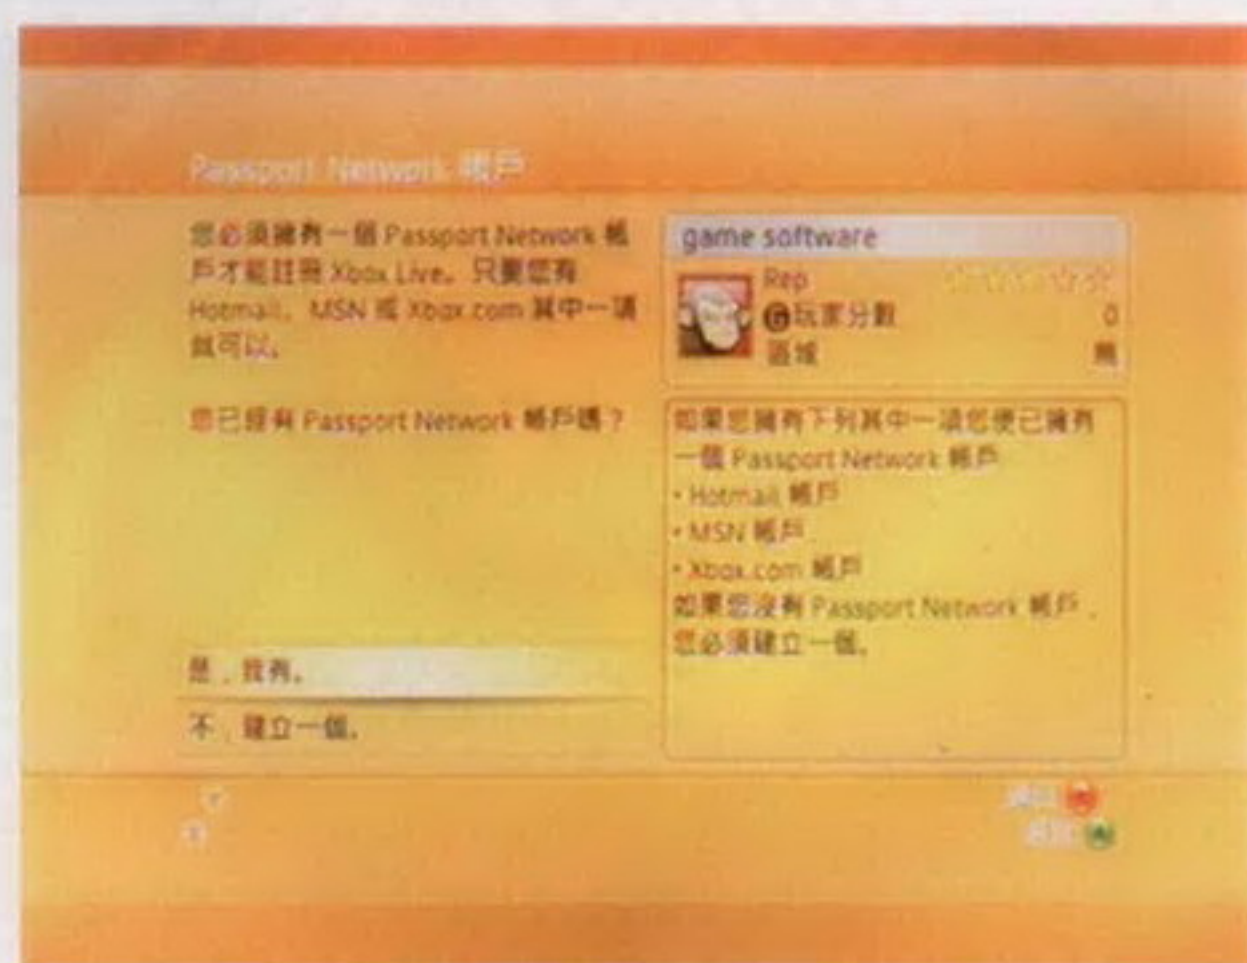 Passport Network 帳戶
您必須擁有一個 Passport Network 帳
戶才能註冊 Xbox Live。只要您有
Hotmail、MSN 或 Xbox.com 其中一項
就可以。
您已經有 Passport Network 帳戶嗎？
是，我有。
不，建立一個。
game software
Rep
G 玩家分數 0
區域 無
如果您擁有下列其中一項您便已擁有
一個 Passport Network 帳戶
• Hotmail 帳戶
• MSN 帳戶
• Xbox.com 帳戶
如果您沒有 Passport Network 帳戶，
您必須建立一個。